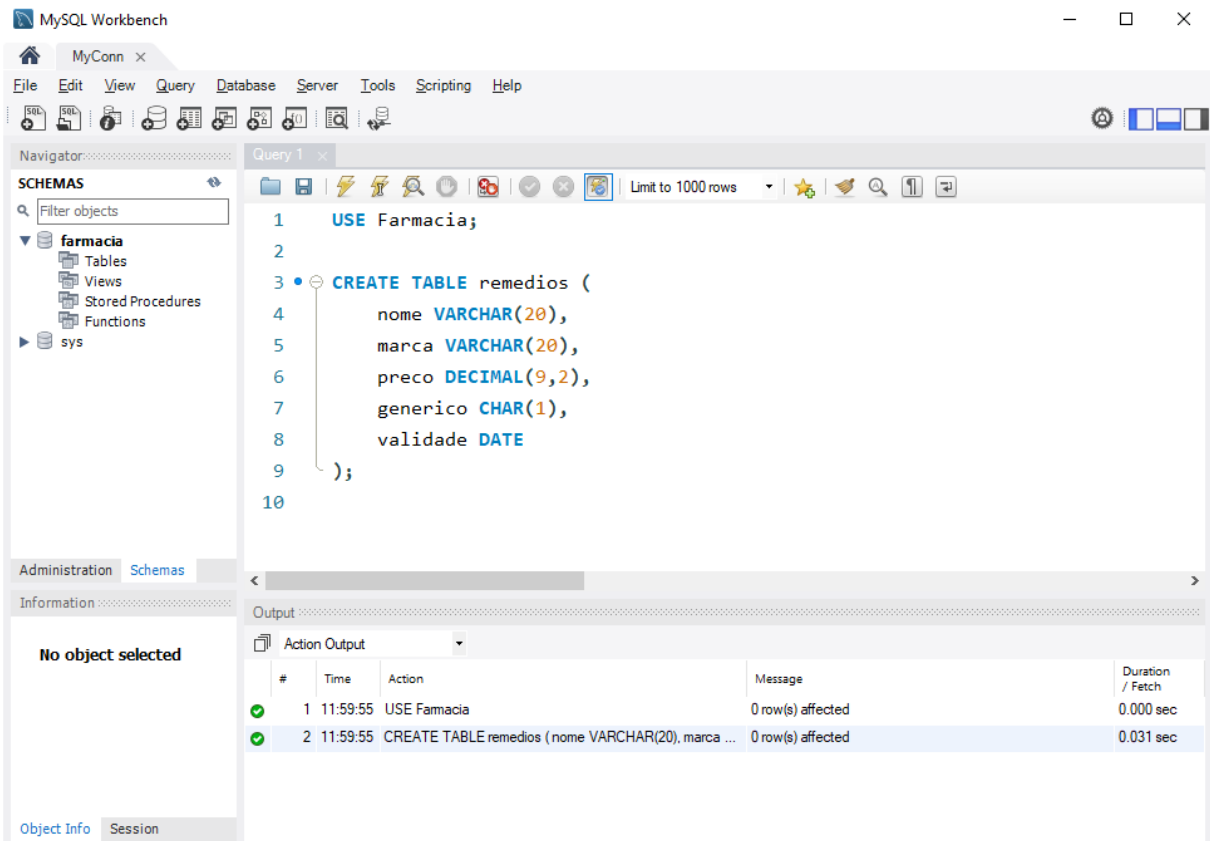 MySQL Workbench
MyConn
File Edit View Query Database Server Tools Scripting Help
Navigator
SCHEMAS
Filter objects
farmacia
Tables
Views
Stored Procedures
Functions
sys
Administration Schemas
Information
No object selected
Object Info Session
Query 1
Limit to 1000 rows
1 USE Farmacia;
2
3 CREATE TABLE remedios (
4 nome VARCHAR(20),
5 marca VARCHAR(20),
6 preco DECIMAL(9,2),
7 generico CHAR(1),
8 validade DATE
9 );
10
Output
Action Output
# Time Action Message Duration / Fetch
1 11:59:55 USE Farmacia 0 row(s) affected 0.000 sec
2 11:59:55 CREATE TABLE remedios ( nome VARCHAR(20), marca ... 0 row(s) affected 0.031 sec